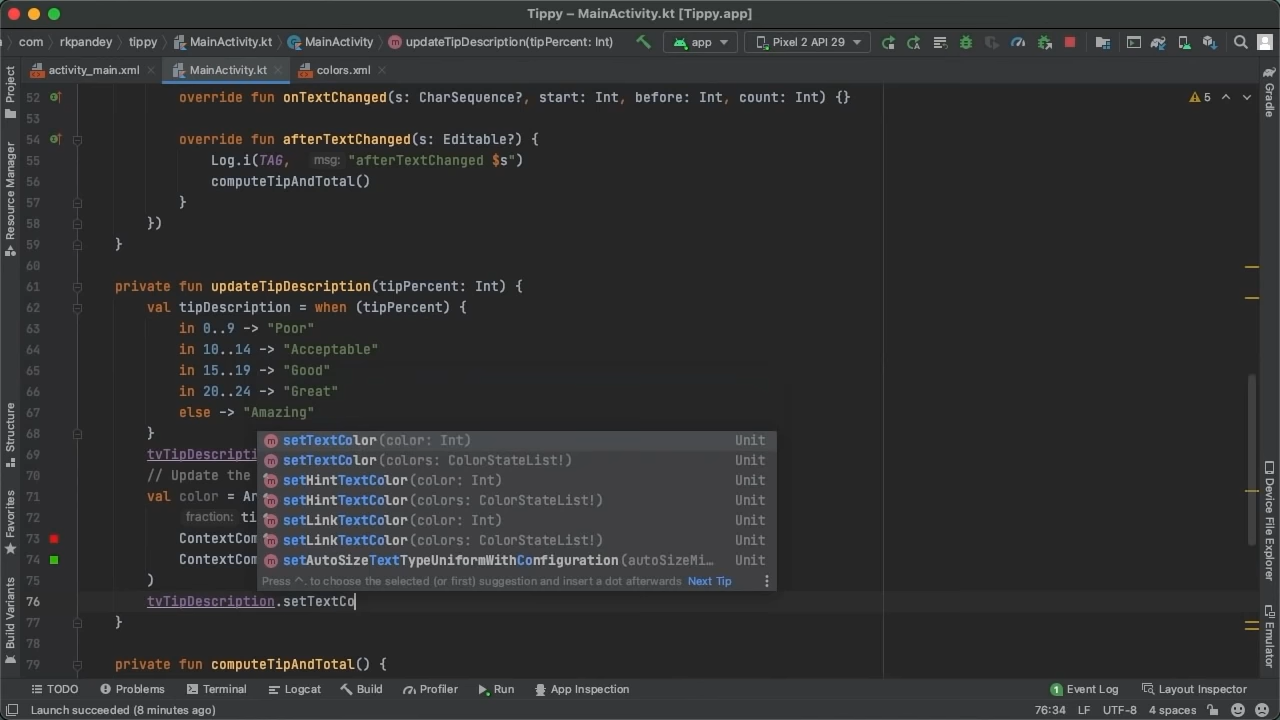 Tippy – MainActivity.kt [Tippy.app]
com rkpandey tippy MainActivity.kt MainActivity updateTipDescription(tipPercent: Int) app Pixel 2 API 29
activity_main.xml MainActivity.kt colors.xml
Project
Resource Manager
Structure
Favorites
Build Variants
52 override fun onTextChanged(s: CharSequence?, start: Int, before: Int, count: Int) {}
53
54 override fun afterTextChanged(s: Editable?) {
55 Log.i(TAG, msg: "afterTextChanged $s")
56 computeTipAndTotal()
57 }
58 })
59 }
60
61 private fun updateTipDescription(tipPercent: Int) {
62 val tipDescription = when (tipPercent) {
63 in 0..9 -> "Poor"
64 in 10..14 -> "Acceptable"
65 in 15..19 -> "Good"
66 in 20..24 -> "Great"
67 else -> "Amazing"
68 }
69 tvTipDescripti
70 // Update the
71 val color = Ar
72 fraction: ti
73 ContextCom
74 ContextCom
75 )
76 tvTipDescription.setTextCo
77 }
78
79 private fun computeTipAndTotal() {
setTextColor(color: Int) Unit
setTextColor(colors: ColorStateList!) Unit
setHintTextColor(color: Int) Unit
setHintTextColor(colors: ColorStateList!) Unit
setLinkTextColor(color: Int) Unit
setLinkTextColor(colors: ColorStateList!) Unit
setAutoSizeTextTypeUniformWithConfiguration(autoSizeMi… Unit
Press ^. to choose the selected (or first) suggestion and insert a dot afterwards Next Tip
5
Gradle
Device File Explorer
Emulator
TODO Problems Terminal Logcat Build Profiler Run App Inspection 1 Event Log Layout Inspector
Launch succeeded (8 minutes ago) 76:34 LF UTF-8 4 spaces